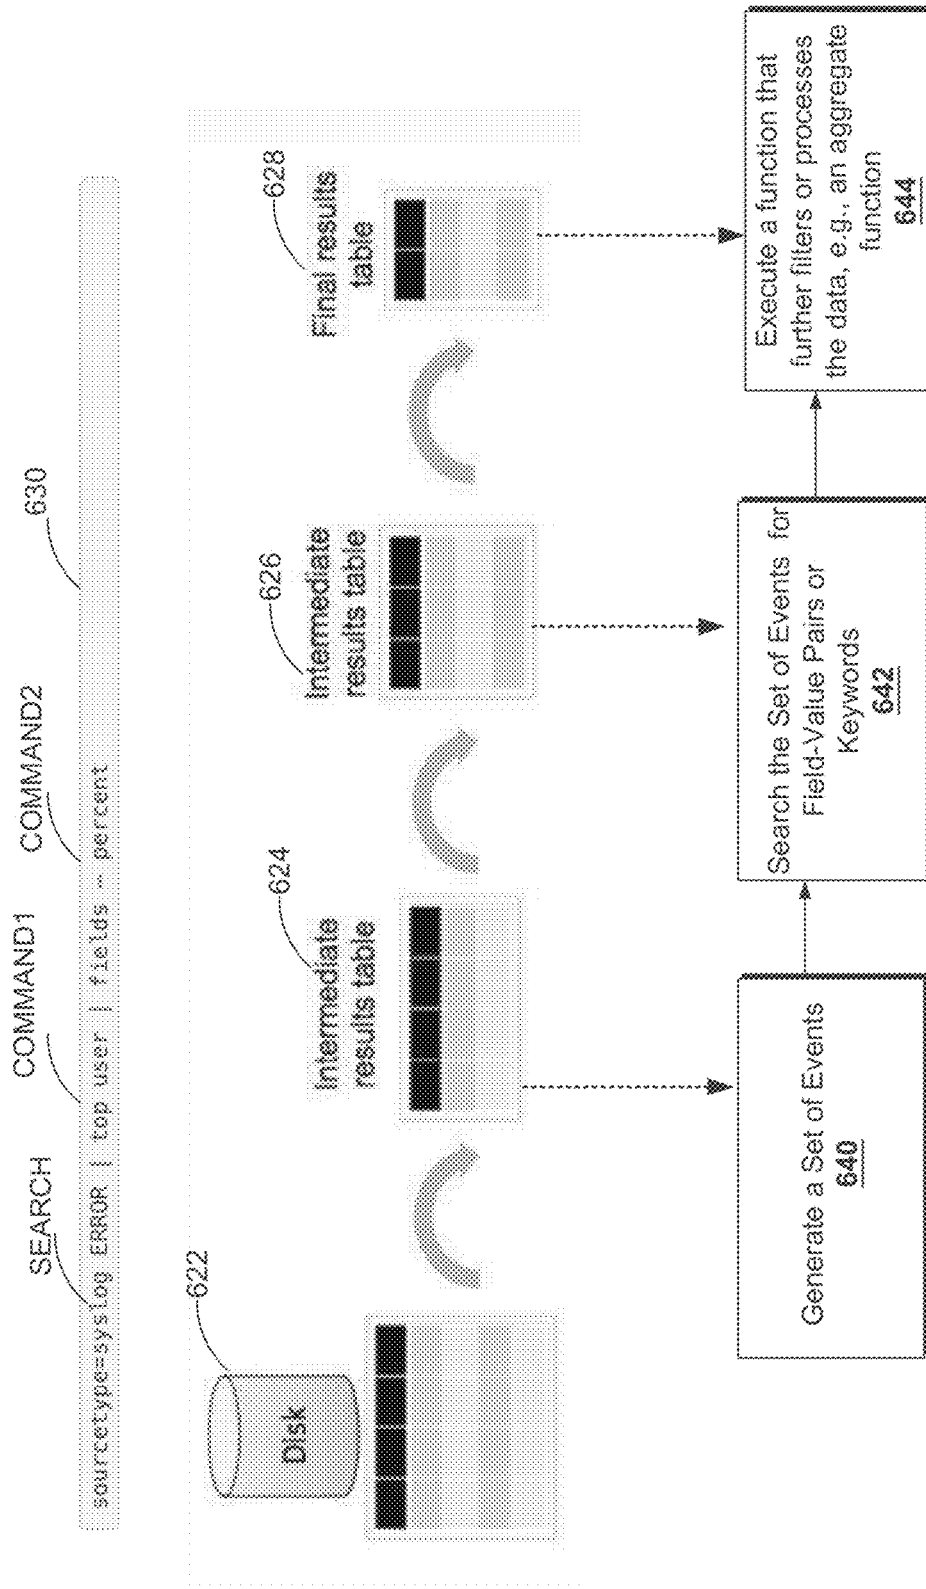 SEARCH
COMMAND1
COMMAND2
630
sourcetype=syslog ERROR | top user | fields – percent
622
Disk
624
Intermediate
results table
626
Intermediate
results table
628
Final results
table
Generate a Set of Events
640
Search the Set of Events for
Field-Value Pairs or
Keywords
642
Execute a function that
further filters or processes
the data, e.g., an aggregate
function
644